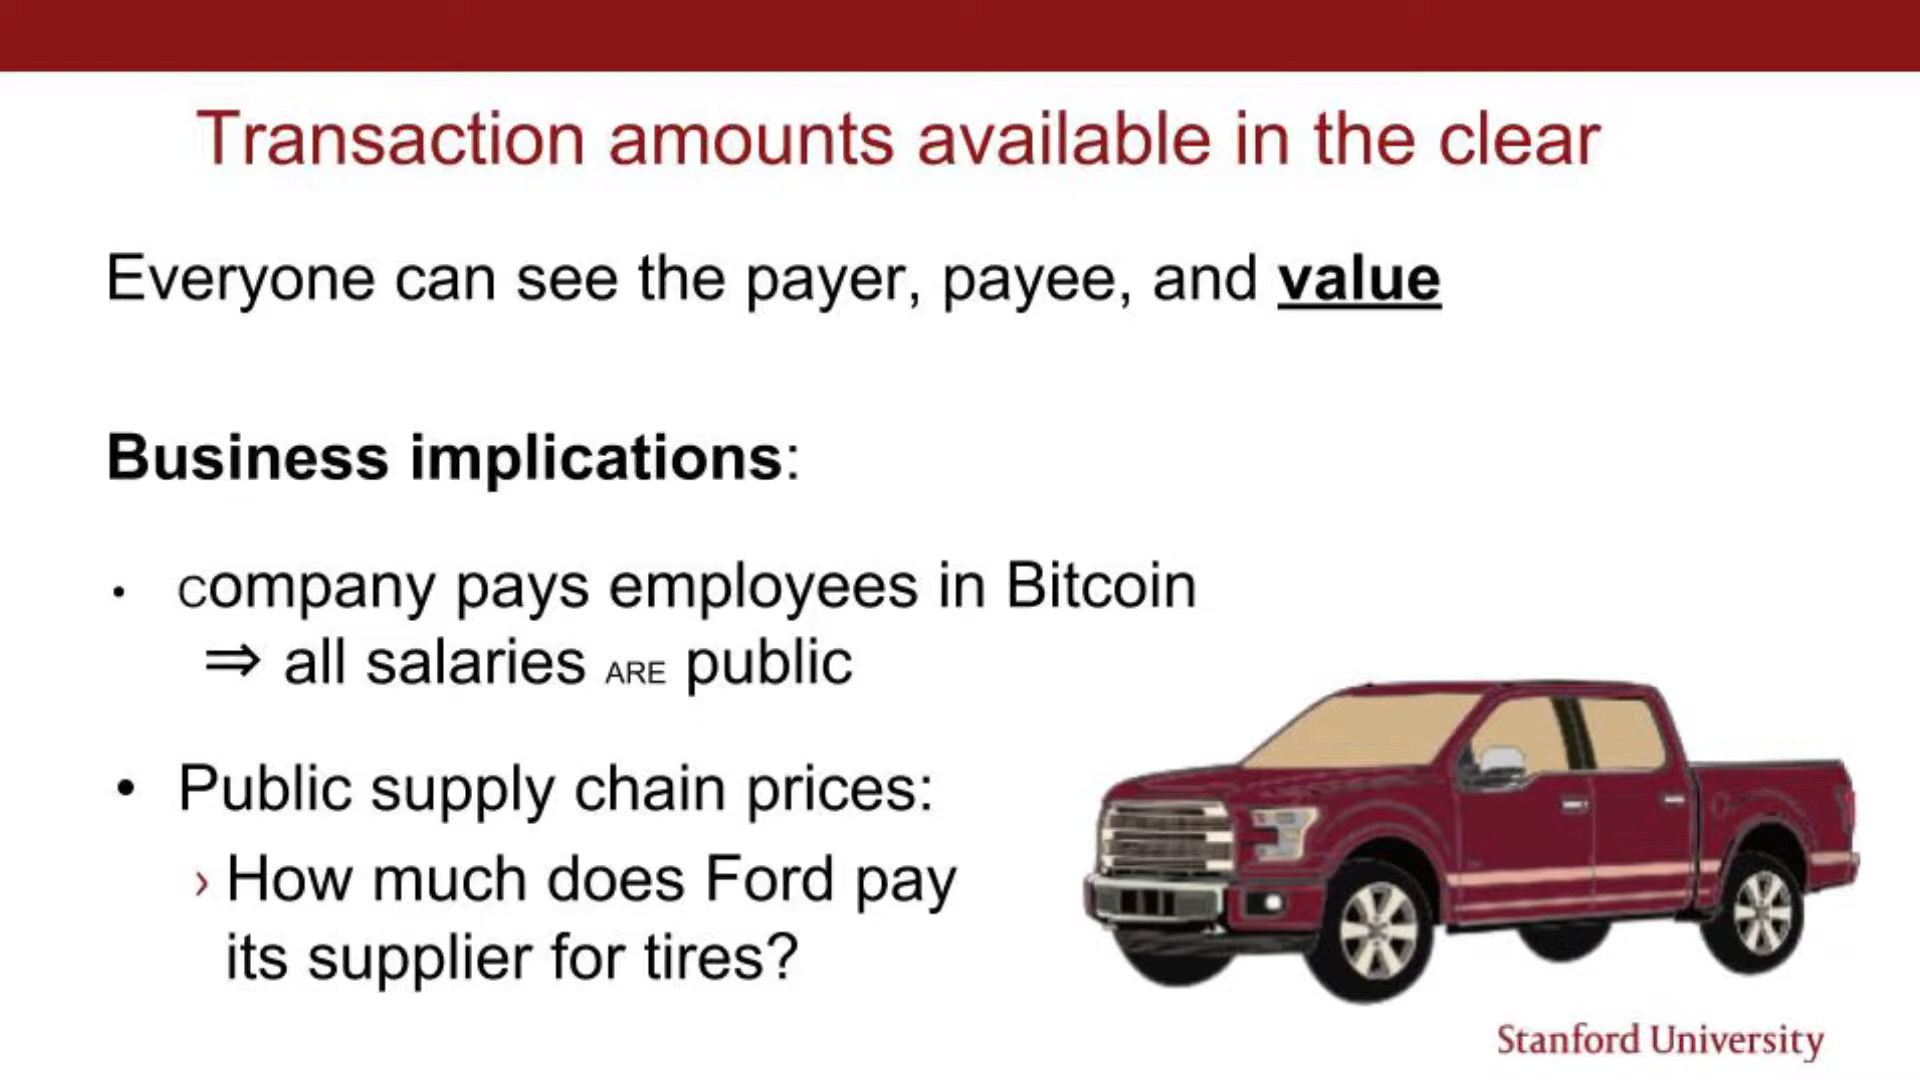 Transaction amounts available in the clear
Everyone can see the payer, payee, and value
Business implications:
• company pays employees in Bitcoin
⇒ all salaries ARE public
• Public supply chain prices:
› How much does Ford pay
its supplier for tires?
Stanford University